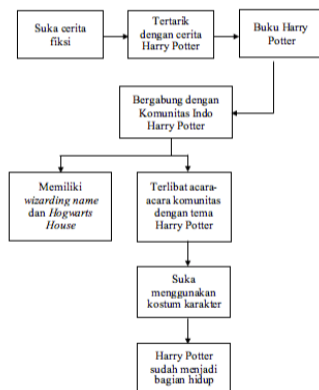 Suka cerita
fiksi
Tertarik
dengan cerita
Harry Potter
Buku Harry
Potter
Bergabung dengan
Komunitas Indo
Harry Potter
Memiliki
wizarding name
dan Hogwarts
House
Terlibat acara-
acara komunitas
dengan tema
Harry Potter
Suka
menggunakan
kostum karakter
Harry Potter
sudah menjadi
bagian hidup